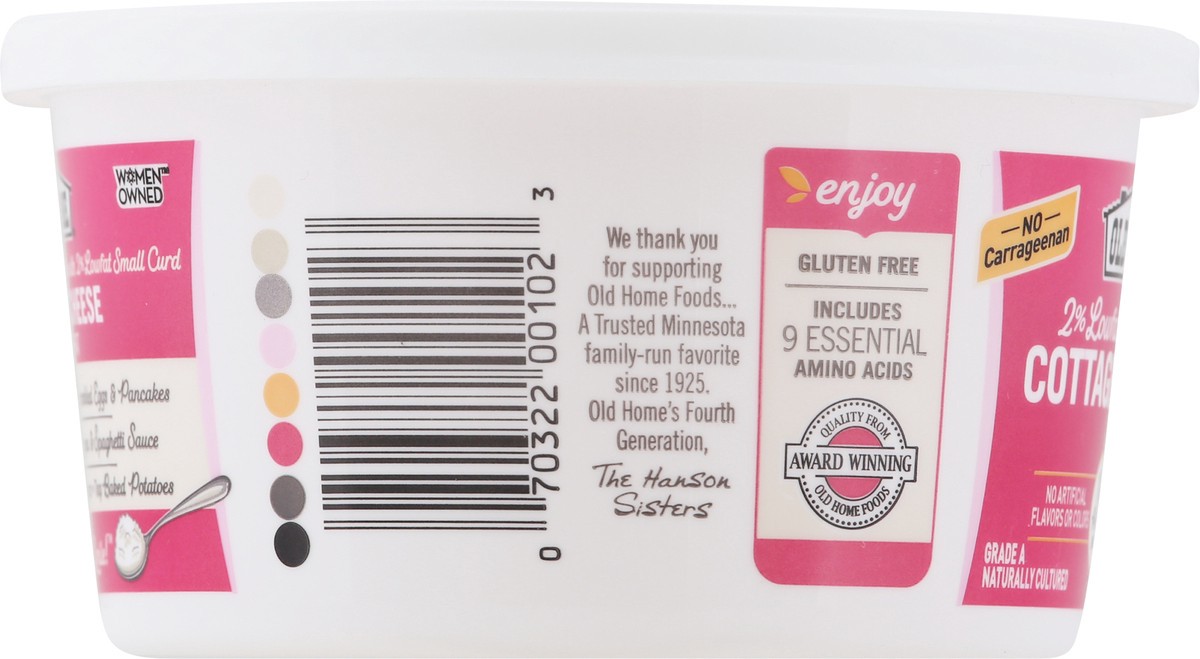 WOMEN™
OWNED
2% Lowfat Small Curd
& Pancakes
Spaghetti Sauce
Baked Potatoes
0 70322 00102 3
We thank you
for supporting
Old Home Foods...
A Trusted Minnesota
family-run favorite
since 1925.
Old Home's Fourth
Generation,
The Hanson
Sisters
enjoy
GLUTEN FREE
INCLUDES
9 ESSENTIAL
AMINO ACIDS
QUALITY FROM
AWARD WINNING
OLD HOME FOODS
NO
Carrageenan
2%
NO ARTIFICIAL
FLAVORS OR COLORS
GRADE A
NATURALLY CULTURED